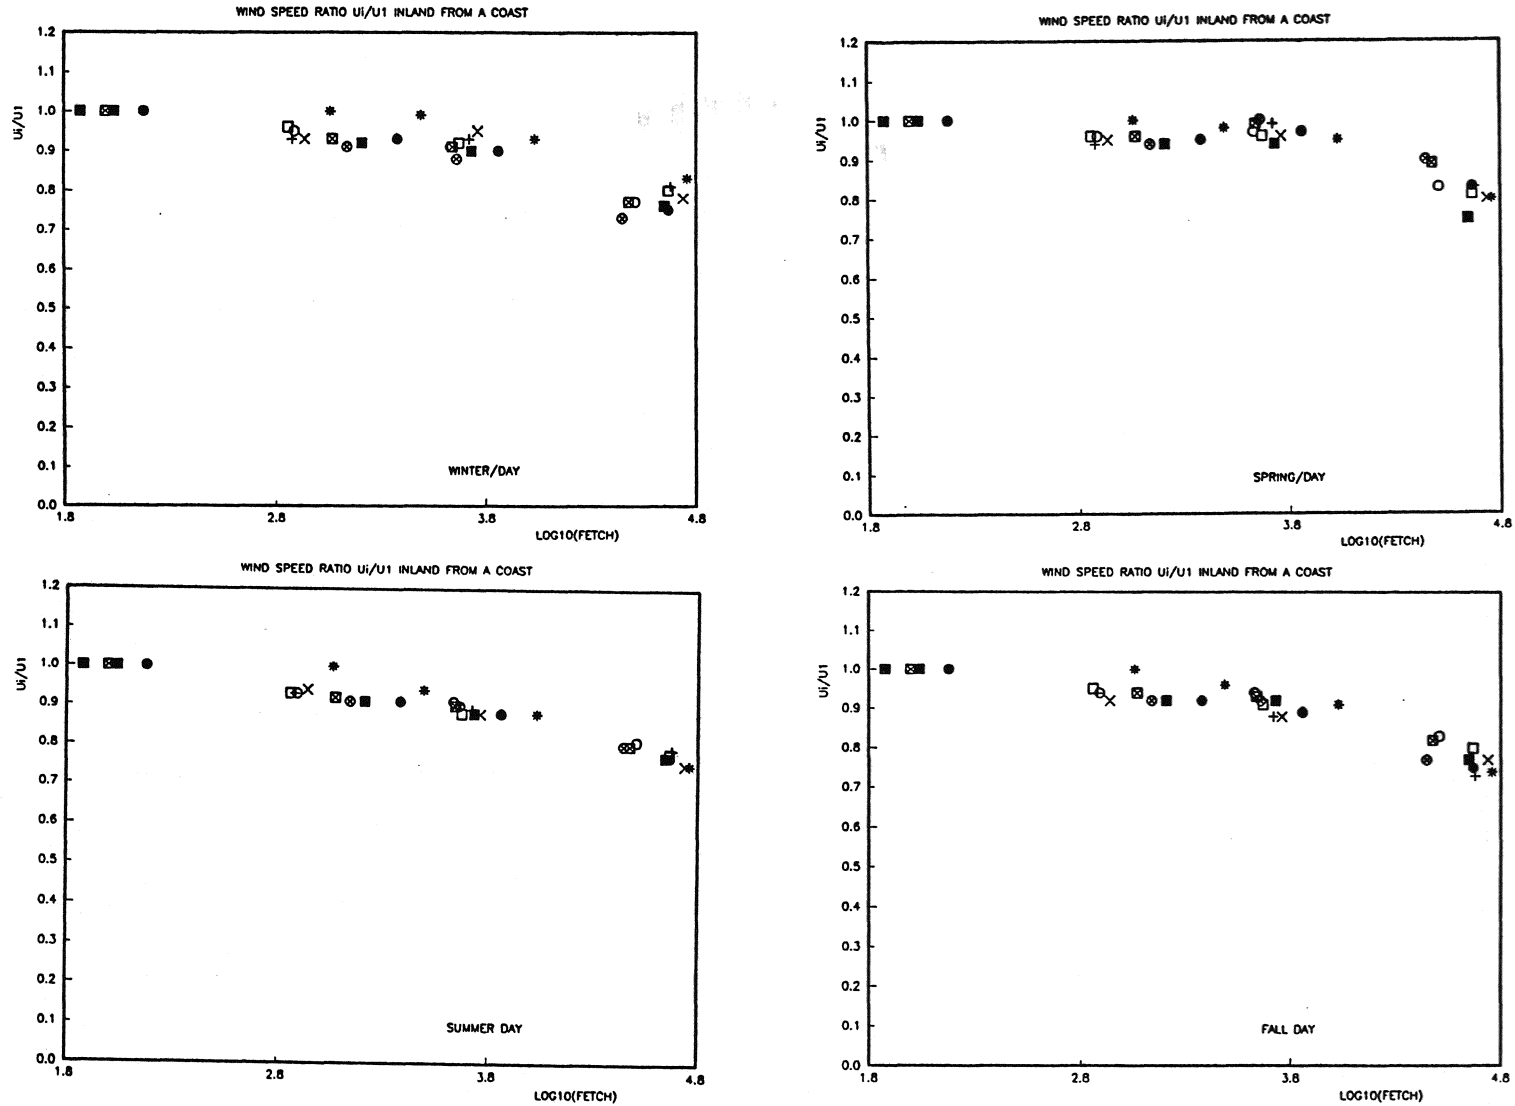 WIND SPEED RATIO Ui/U1 INLAND FROM A COAST
1.2
1.1
1.0
0.9
0.8
0.7
0.6
0.5
0.4
0.3
0.2
0.1
0.0
Ui/U1
WINTER/DAY
1.8 2.8 3.8 4.8
LOG10(FETCH)
WIND SPEED RATIO Ui/U1 INLAND FROM A COAST
1.2
1.1
1.0
0.9
0.8
0.7
0.6
0.5
0.4
0.3
0.2
0.1
0.0
Ui/U1
SPRING/DAY
1.8 2.8 3.8 4.8
LOG10(FETCH)
WIND SPEED RATIO Ui/U1 INLAND FROM A COAST
1.2
1.1
1.0
0.9
0.8
0.7
0.6
0.5
0.4
0.3
0.2
0.1
0.0
Ui/U1
SUMMER DAY
1.8 2.8 3.8 4.8
LOG10(FETCH)
WIND SPEED RATIO Ui/U1 INLAND FROM A COAST
1.2
1.1
1.0
0.9
0.8
0.7
0.6
0.5
0.4
0.3
0.2
0.1
0.0
Ui/U1
FALL DAY
1.8 2.8 3.8 4.8
LOG10(FETCH)